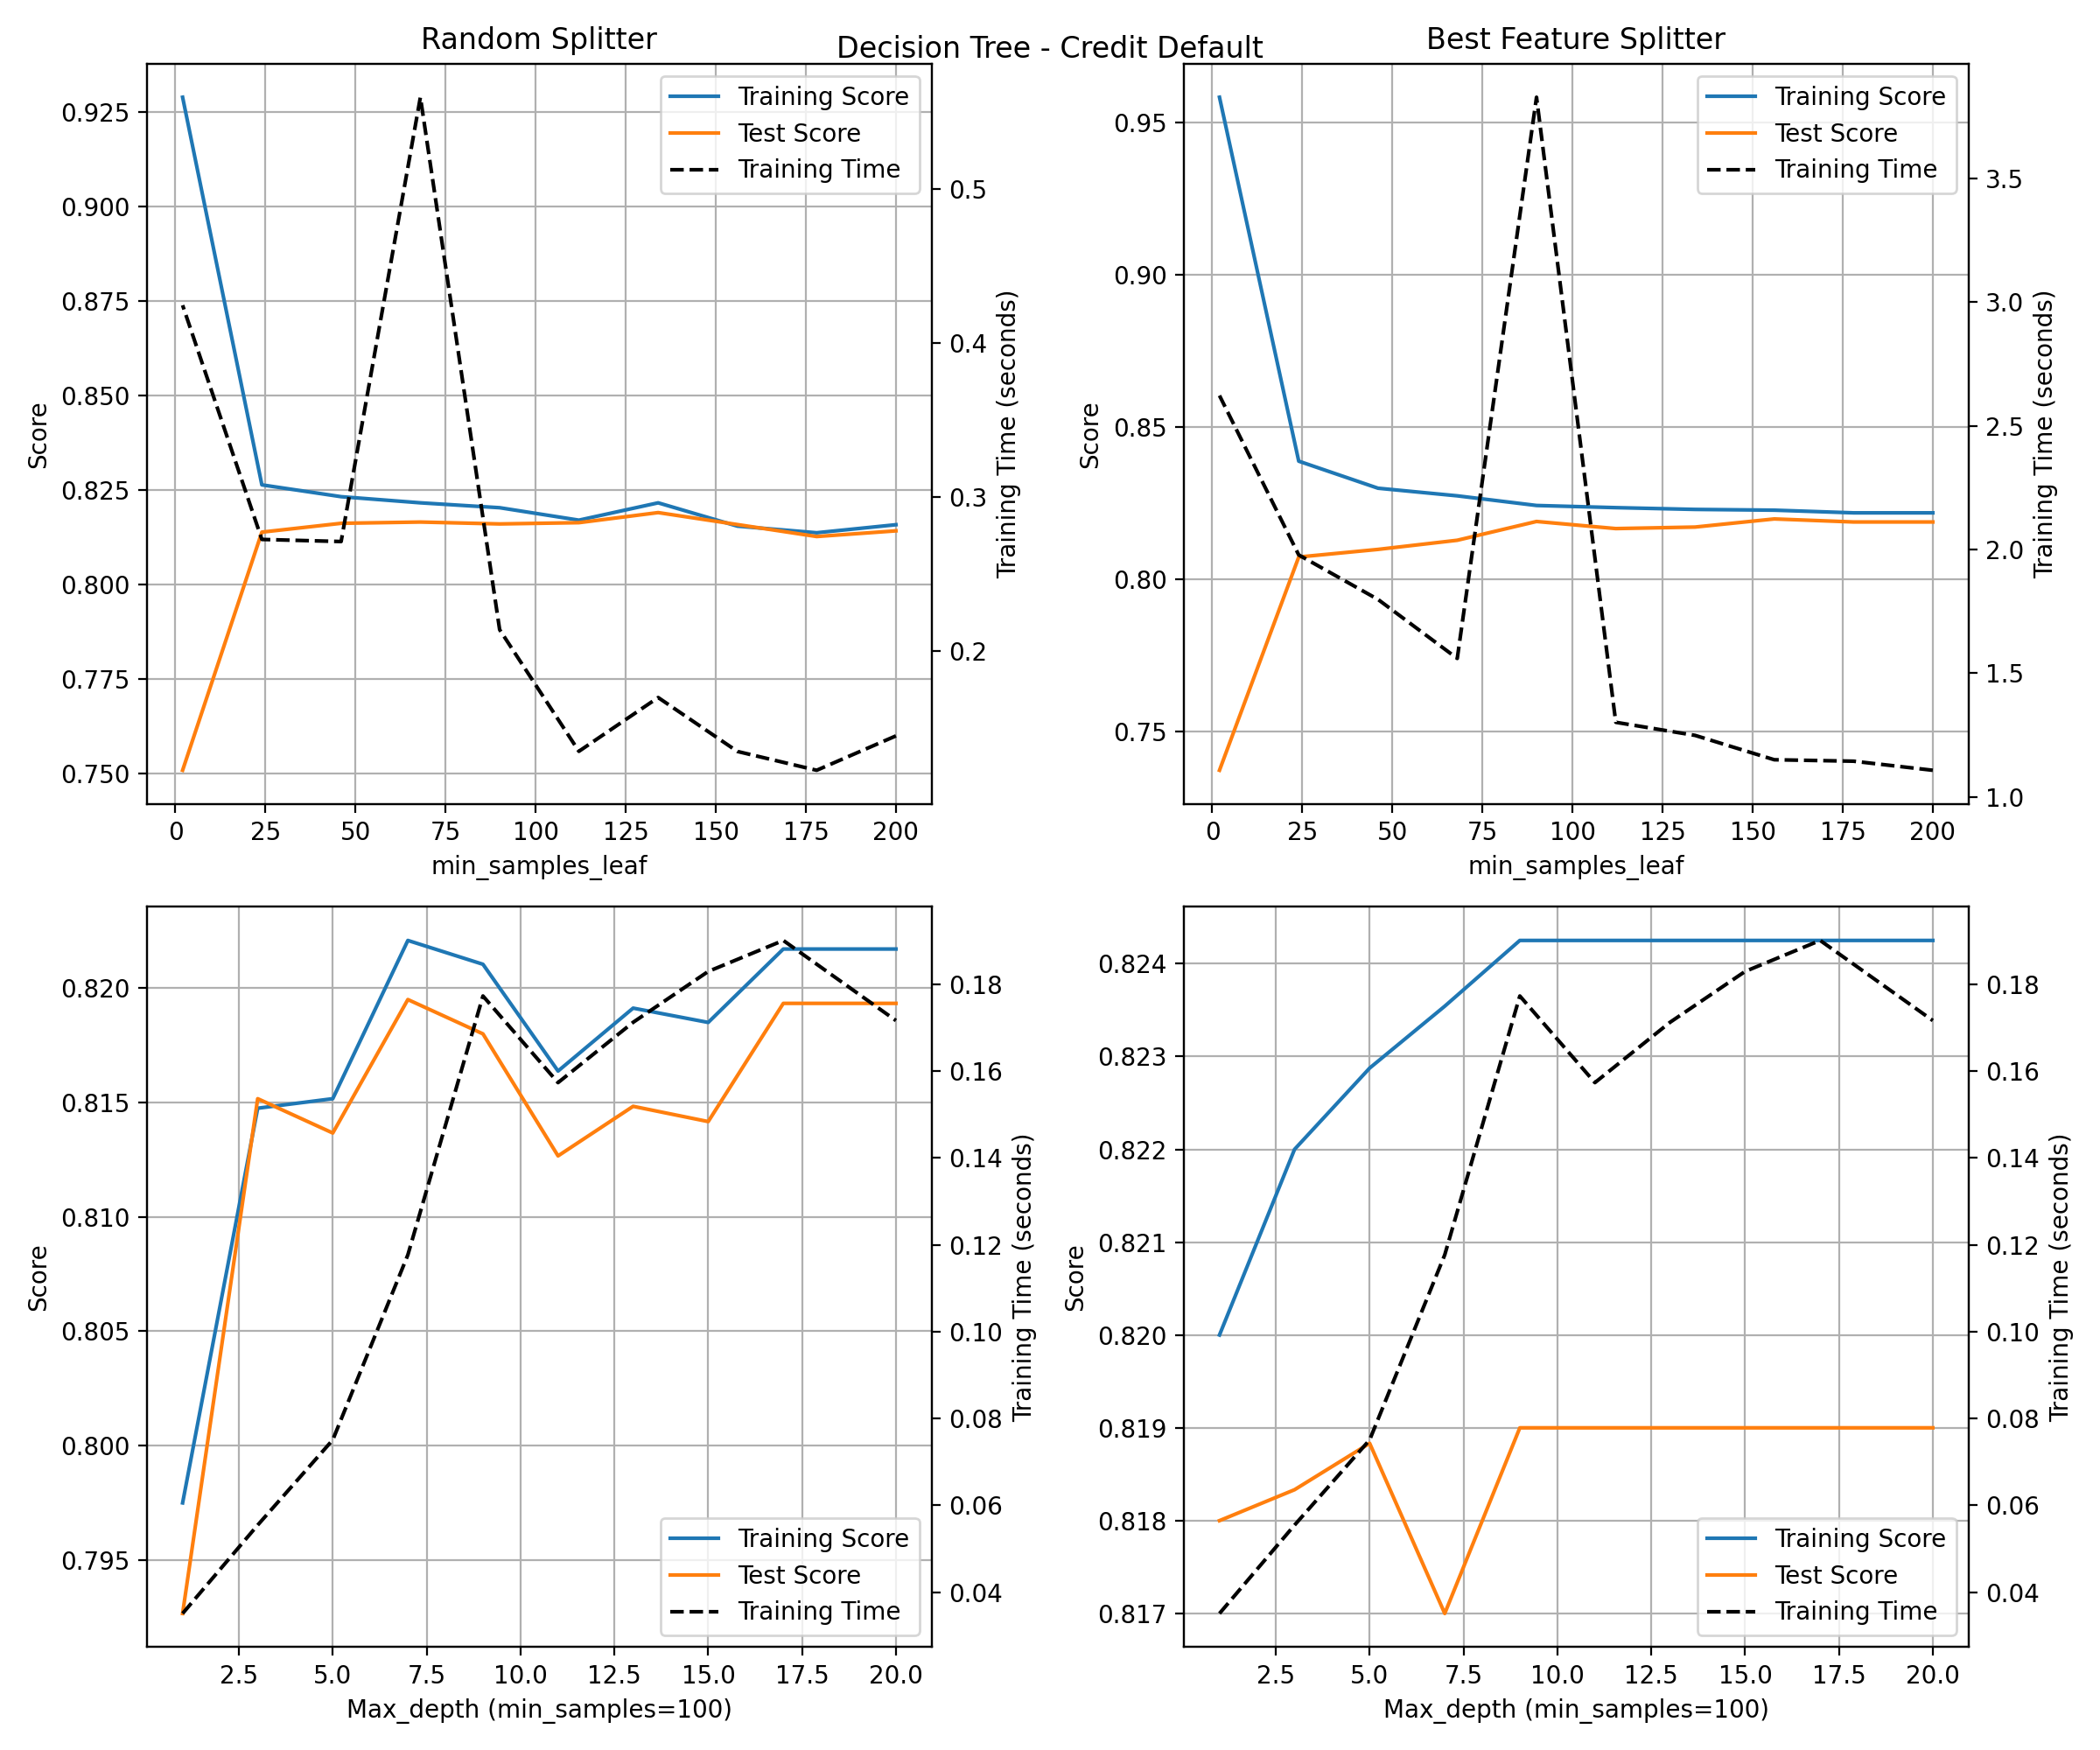 Decision Tree - Credit Default
Random Splitter
Training Score
Test Score
Training Time
0.925
0.900
0.875
0.850
0.825
0.800
0.775
0.750
Score
0.5
0.4
0.3
0.2
Training Time (seconds)
0 25 50 75 100 125 150 175 200
min_samples_leaf
Best Feature Splitter
Training Score
Test Score
Training Time
0.95
0.90
0.85
0.80
0.75
Score
3.5
3.0
2.5
2.0
1.5
1.0
Training Time (seconds)
0 25 50 75 100 125 150 175 200
min_samples_leaf
0.820
0.815
0.810
0.805
0.800
0.795
Score
0.18
0.16
0.14
0.12
0.10
0.08
0.06
0.04
Training Time (seconds)
Training Score
Test Score
Training Time
2.5 5.0 7.5 10.0 12.5 15.0 17.5 20.0
Max_depth (min_samples=100)
0.824
0.823
0.822
0.821
0.820
0.819
0.818
0.817
Score
0.18
0.16
0.14
0.12
0.10
0.08
0.06
0.04
Training Time (seconds)
Training Score
Test Score
Training Time
2.5 5.0 7.5 10.0 12.5 15.0 17.5 20.0
Max_depth (min_samples=100)